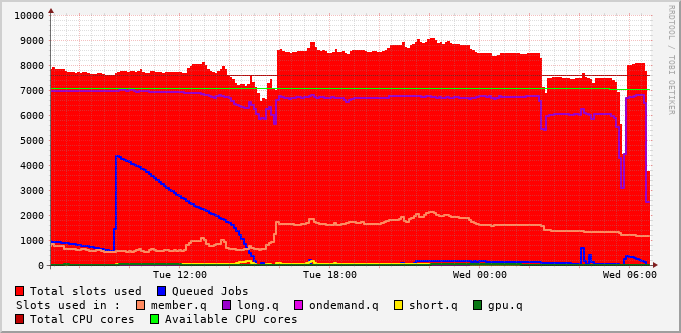 10000
9000
8000
7000
6000
5000
4000
3000
2000
1000
0
Tue 12:00 Tue 18:00 Wed 00:00 Wed 06:00
Total slots used Queued Jobs
Slots used in : member.q long.q ondemand.q short.q gpu.q
Total CPU cores Available CPU cores
RRDTOOL / TOBI OETIKER